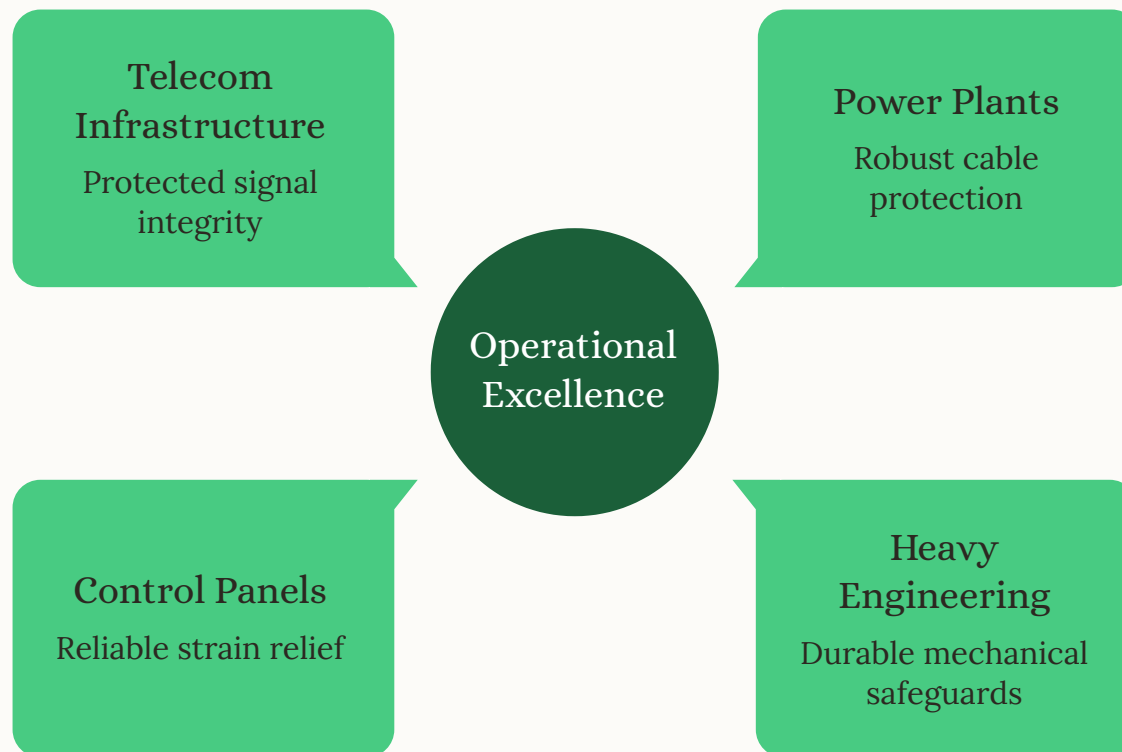 Telecom
Infrastructure
Protected signal
integrity
Power Plants
Robust cable
protection
Operational
Excellence
Control Panels
Reliable strain relief
Heavy
Engineering
Durable mechanical
safeguards